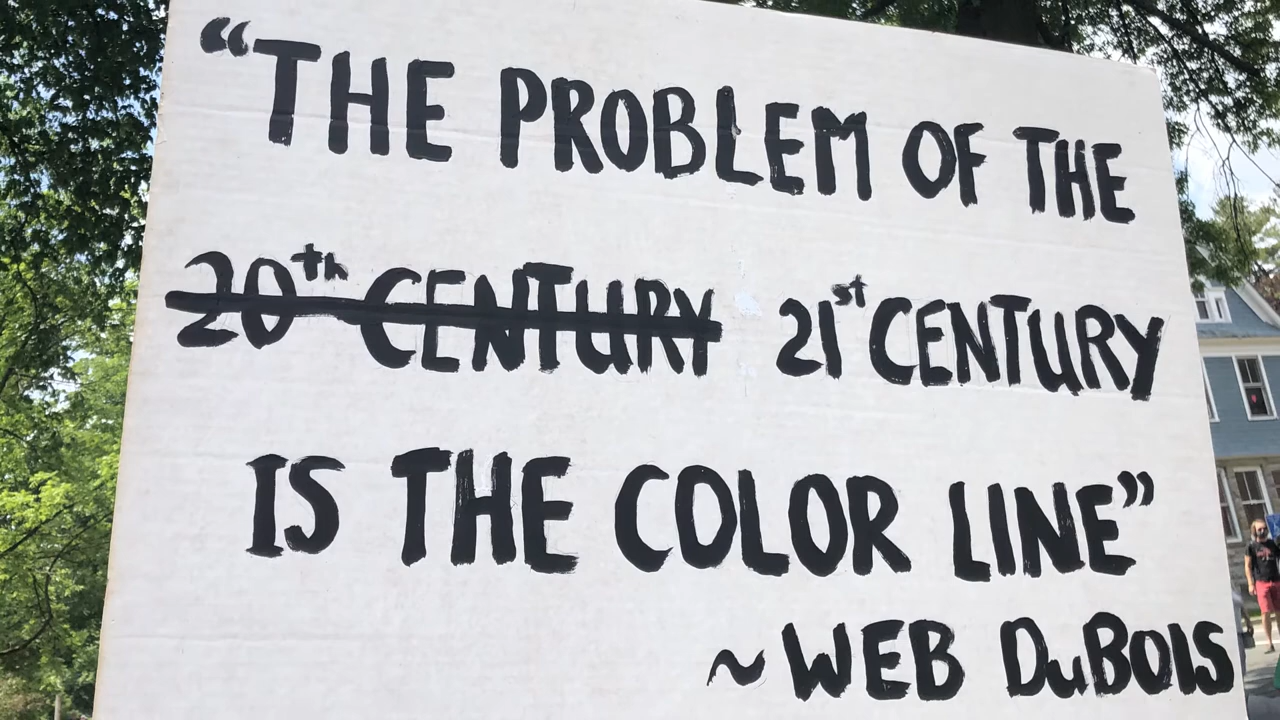 “THE PROBLEM OF THE
20th CENTURY 21st CENTURY
IS THE COLOR LINE”
~WEB DuBOIS